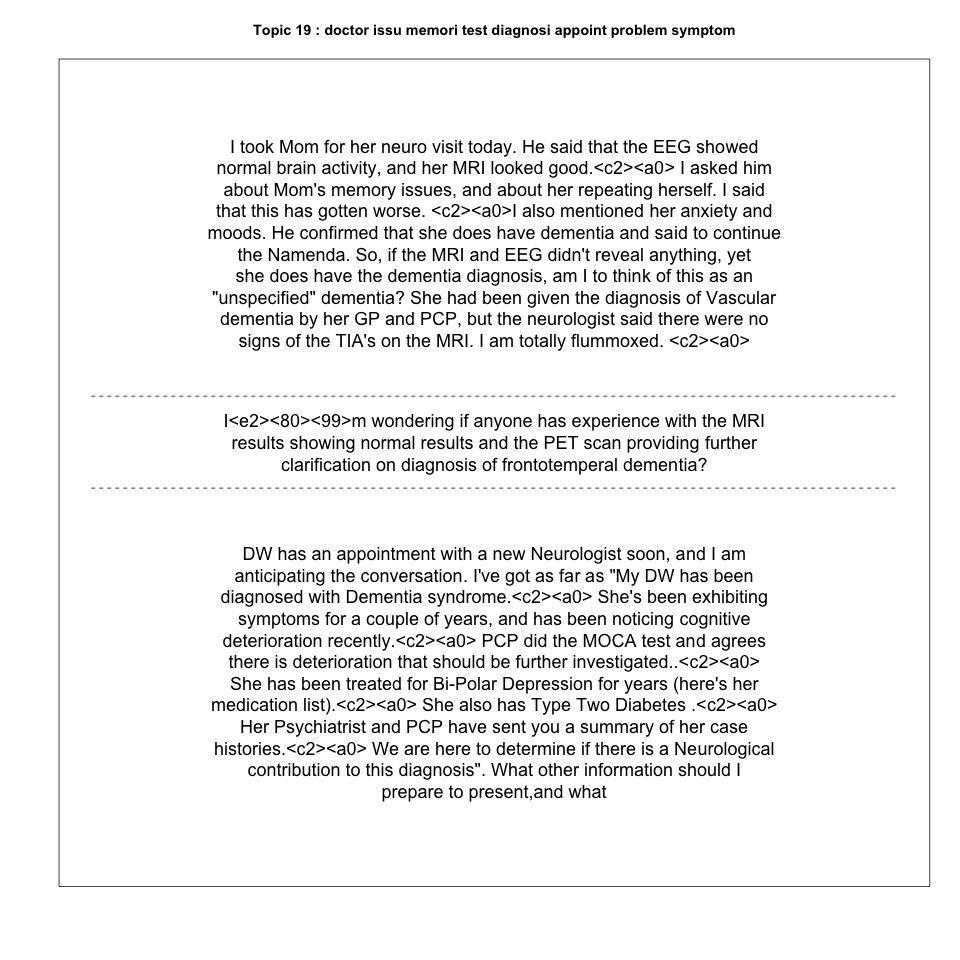 Topic 19 : doctor issu memori test diagnosi appoint problem symptom
I took Mom for her neuro visit today. He said that the EEG showed
normal brain activity, and her MRI looked good.<c2><a0> I asked him
about Mom's memory issues, and about her repeating herself. I said
that this has gotten worse. <c2><a0>I also mentioned her anxiety and
moods. He confirmed that she does have dementia and said to continue
the Namenda. So, if the MRI and EEG didn't reveal anything, yet
she does have the dementia diagnosis, am I to think of this as an
"unspecified" dementia? She had been given the diagnosis of Vascular
dementia by her GP and PCP, but the neurologist said there were no
signs of the TIA's on the MRI. I am totally flummoxed. <c2><a0>
I<e2><80><99>m wondering if anyone has experience with the MRI
results showing normal results and the PET scan providing further
clarification on diagnosis of frontotemperal dementia?
DW has an appointment with a new Neurologist soon, and I am
anticipating the conversation. I've got as far as "My DW has been
diagnosed with Dementia syndrome.<c2><a0> She's been exhibiting
symptoms for a couple of years, and has been noticing cognitive
deterioration recently.<c2><a0> PCP did the MOCA test and agrees
there is deterioration that should be further investigated..<c2><a0>
She has been treated for Bi-Polar Depression for years (here's her
medication list).<c2><a0> She also has Type Two Diabetes .<c2><a0>
Her Psychiatrist and PCP have sent you a summary of her case
histories.<c2><a0> We are here to determine if there is a Neurological
contribution to this diagnosis". What other information should I
prepare to present,and what